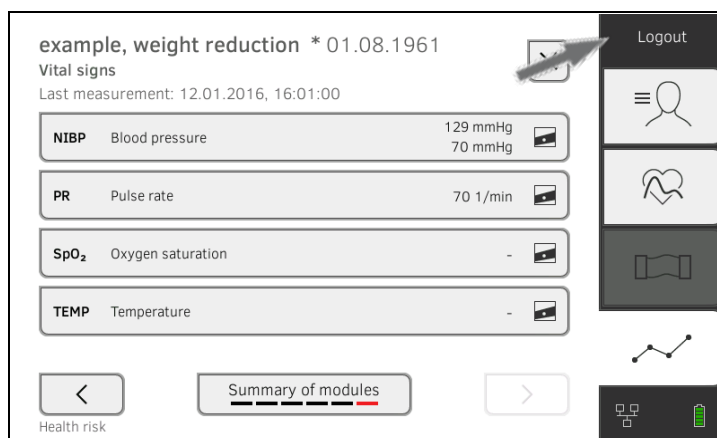 example, weight reduction * 01.08.1961
Logout
Vital signs
Last measurement: 12.01.2016, 16:01:00
NIBP Blood pressure 129 mmHg
70 mmHg
PR Pulse rate 70 1/min
SpO₂ Oxygen saturation -
TEMP Temperature -
Summary of modules
Health risk